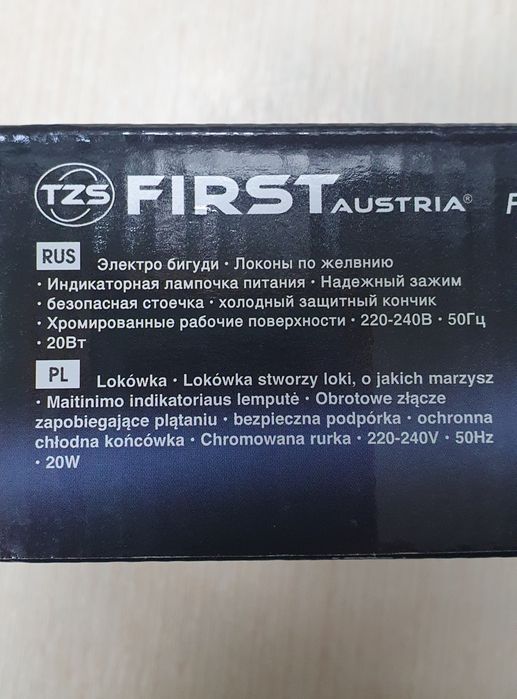 TZS FIRST AUSTRIA®
RUS Электро бигуди · Локоны по желвнию
· Индикаторная лампочка питания · Надежный зажим
· безопасная стоечка · холодный защитный кончик
· Хромированные рабочие поверхности · 220-240В · 50Гц
· 20Вт
PL Lokówka · Lokówka stworzy loki, o jakich marzysz
· Maitinimo indikatoriaus lemputė · Obrotowe złącze
zapobiegające plątaniu · bezpieczna podpórka · ochronna
chłodna końcówka · Chromowana rurka · 220-240V · 50Hz
· 20W